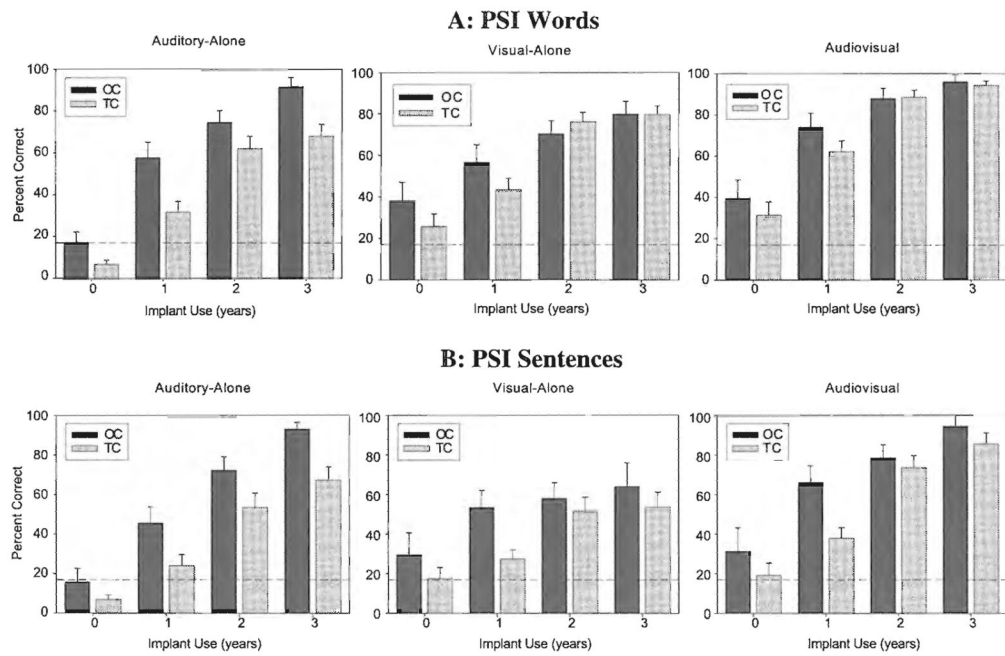 A: PSI Words
Auditory-Alone
Visual-Alone
Audiovisual
Percent Correct
100
80
60
40
20
0
OC
TC
0 1 2 3
Implant Use (years)
100
80
60
40
20
0
OC
TC
0 1 2 3
Implant Use (years)
100
80
60
40
20
0
OC
TC
0 1 2 3
Implant Use (years)
B: PSI Sentences
Auditory-Alone
Visual-Alone
Audiovisual
Percent Correct
100
80
60
40
20
0
OC
TC
0 1 2 3
Implant Use (years)
100
80
60
40
20
0
OC
TC
0 1 2 3
Implant Use (years)
100
80
60
40
20
0
OC
TC
0 1 2 3
Implant Use (years)